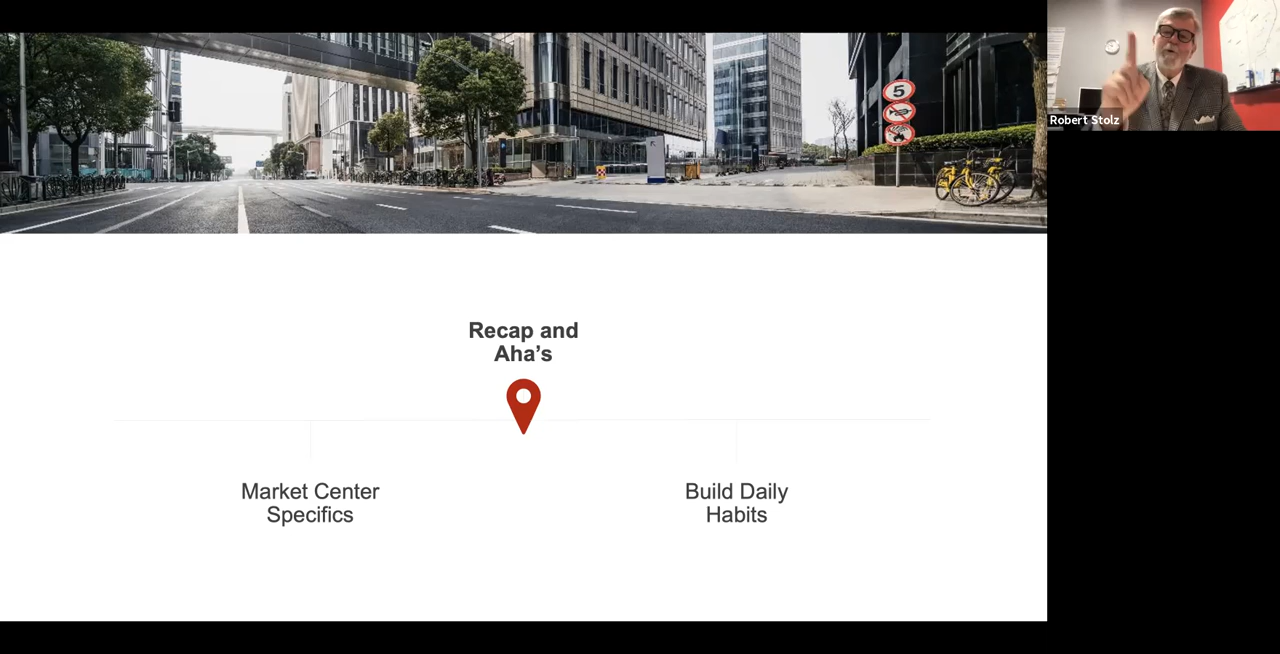 5
Robert Stolz
Recap and
Aha’s
Market Center
Specifics
Build Daily
Habits